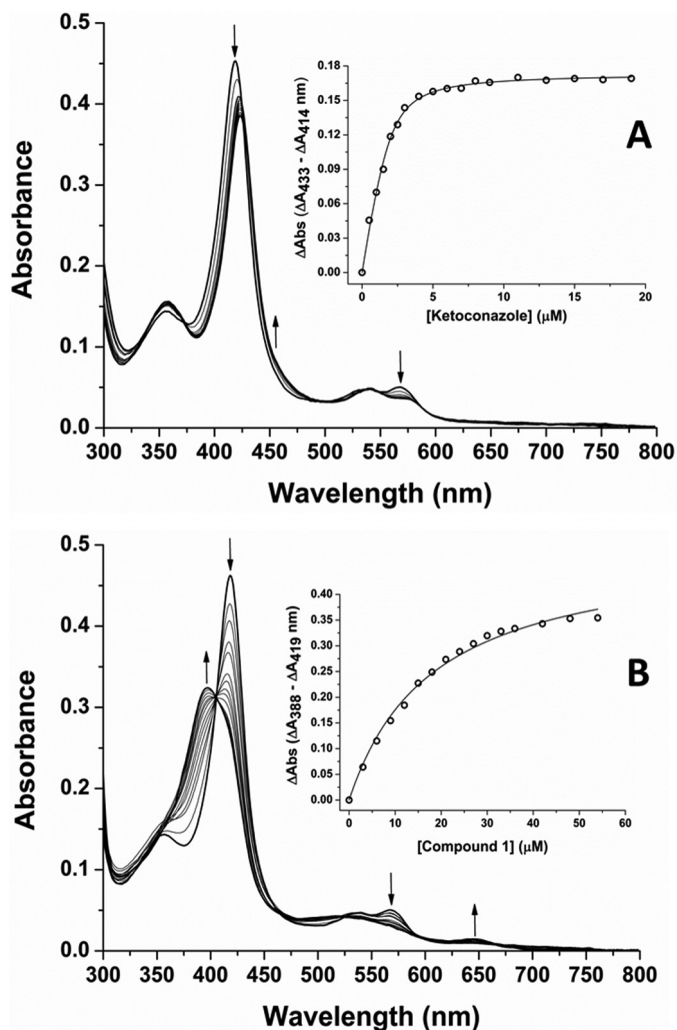 0.5
0.4
0.3
0.2
0.1
0.0
Absorbance
300 350 400 450 500 550 600 650 700 750 800
Wavelength (nm)
0.18
0.15
0.12
0.09
0.06
0.03
0.00
ΔAbs (ΔA433 - ΔA414 nm)
0 5 10 15 20
[Ketoconazole] (μM)
A
0.5
0.4
0.3
0.2
0.1
0.0
Absorbance
300 350 400 450 500 550 600 650 700 750 800
Wavelength (nm)
0.40
0.35
0.30
0.25
0.20
0.15
0.10
0.05
0.00
ΔAbs (ΔA388 - ΔA419 nm)
0 10 20 30 40 50 60
[Compound 1] (μM)
B